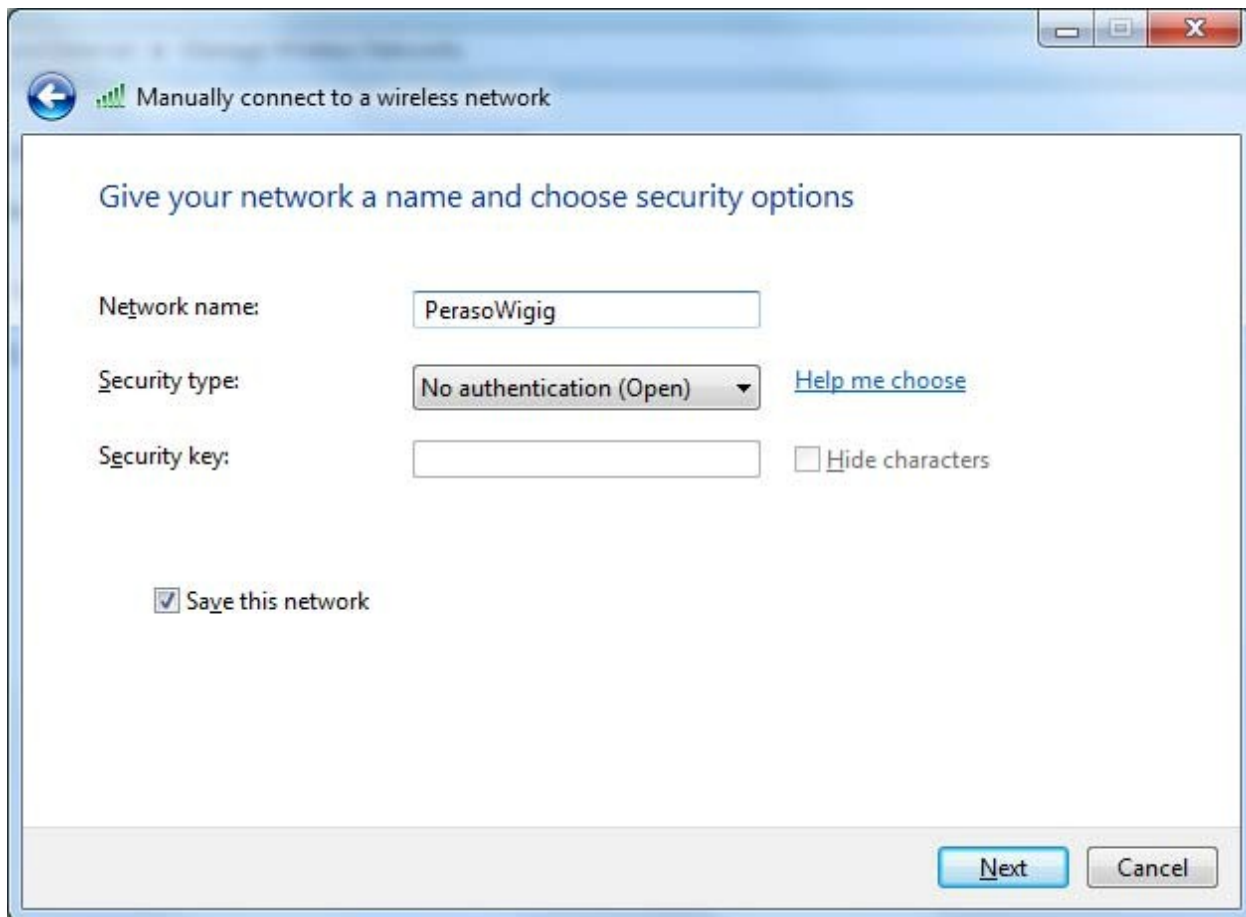 Manually connect to a wireless network
Give your network a name and choose security options
Network name:
PerasoWigig
Security type:
No authentication (Open)
Help me choose
Security key:
Hide characters
Save this network
Next
Cancel